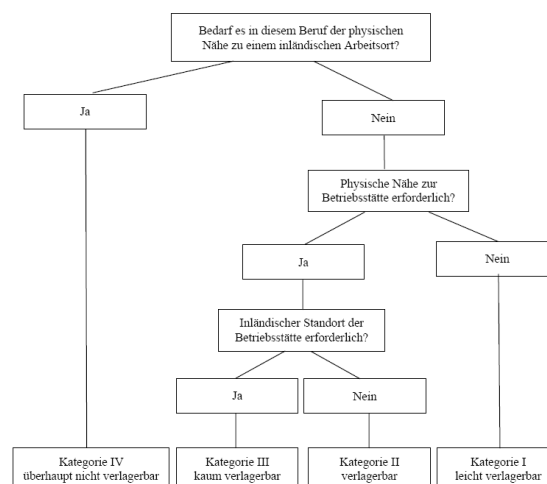 Bedarf es in diesem Beruf der physischen
Nähe zu einem inländischen Arbeitsort?
Ja
Nein
Physische Nähe zur
Betriebsstätte erforderlich?
Ja
Nein
Inländischer Standort der
Betriebsstätte erforderlich?
Ja
Nein
Kategorie IV
überhaupt nicht verlagerbar
Kategorie III
kaum verlagerbar
Kategorie II
verlagerbar
Kategorie I
leicht verlagerbar